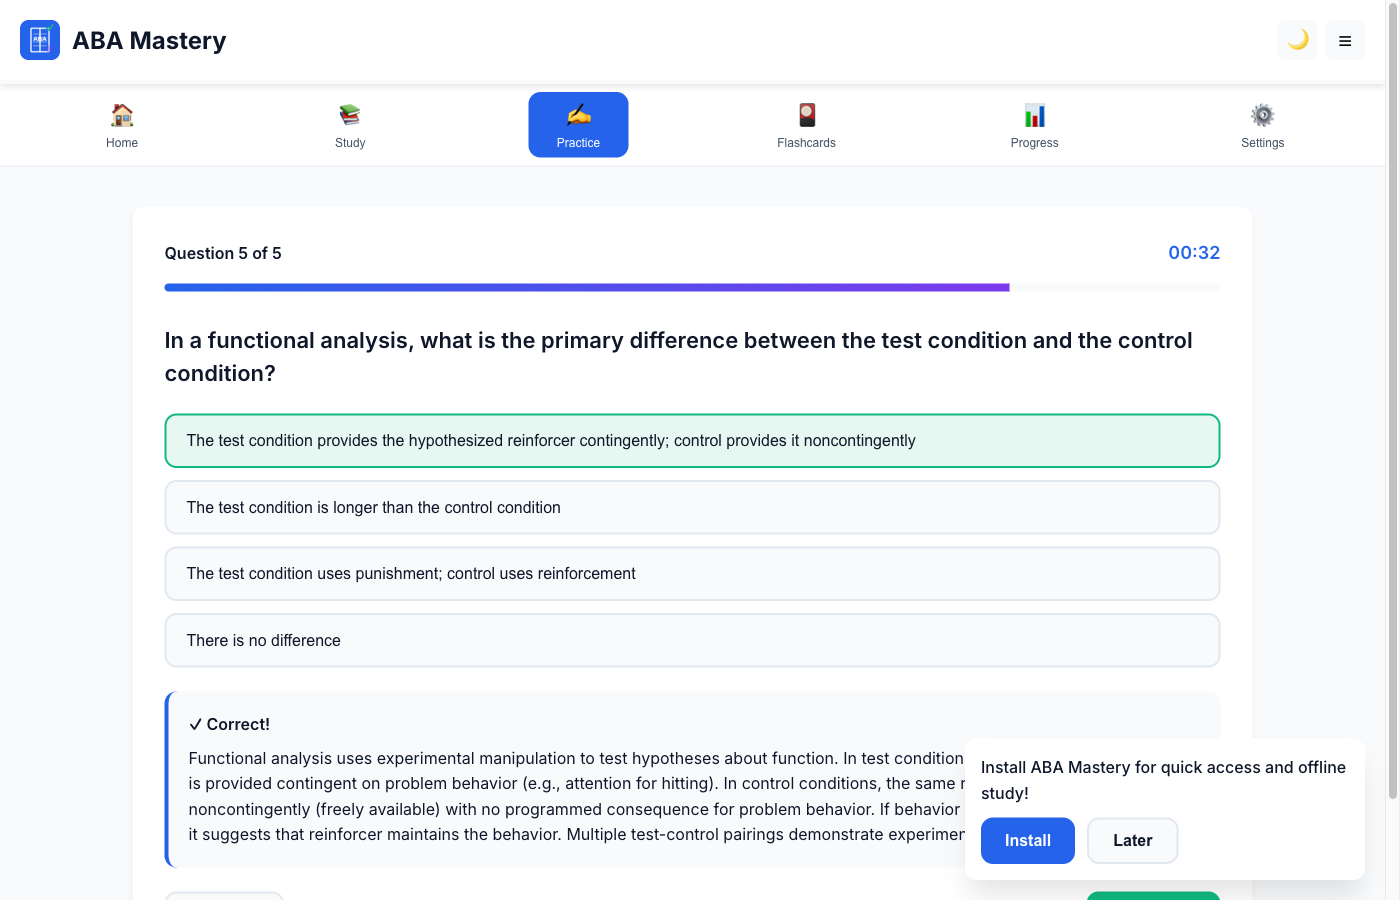 ABA
ABA Mastery
Home
Study
Practice
Flashcards
Progress
Settings
Question 5 of 5
00:32
In a functional analysis, what is the primary difference between the test condition and the control
condition?
The test condition provides the hypothesized reinforcer contingently; control provides it noncontingently
The test condition is longer than the control condition
The test condition uses punishment; control uses reinforcement
There is no difference
✓ Correct!
Functional analysis uses experimental manipulation to test hypotheses about function. In test condition
is provided contingent on problem behavior (e.g., attention for hitting). In control conditions, the same
noncontingently (freely available) with no programmed consequence for problem behavior. If behavior
it suggests that reinforcer maintains the behavior. Multiple test-control pairings demonstrate
Install ABA Mastery for quick access and offline
study!
Install
Later